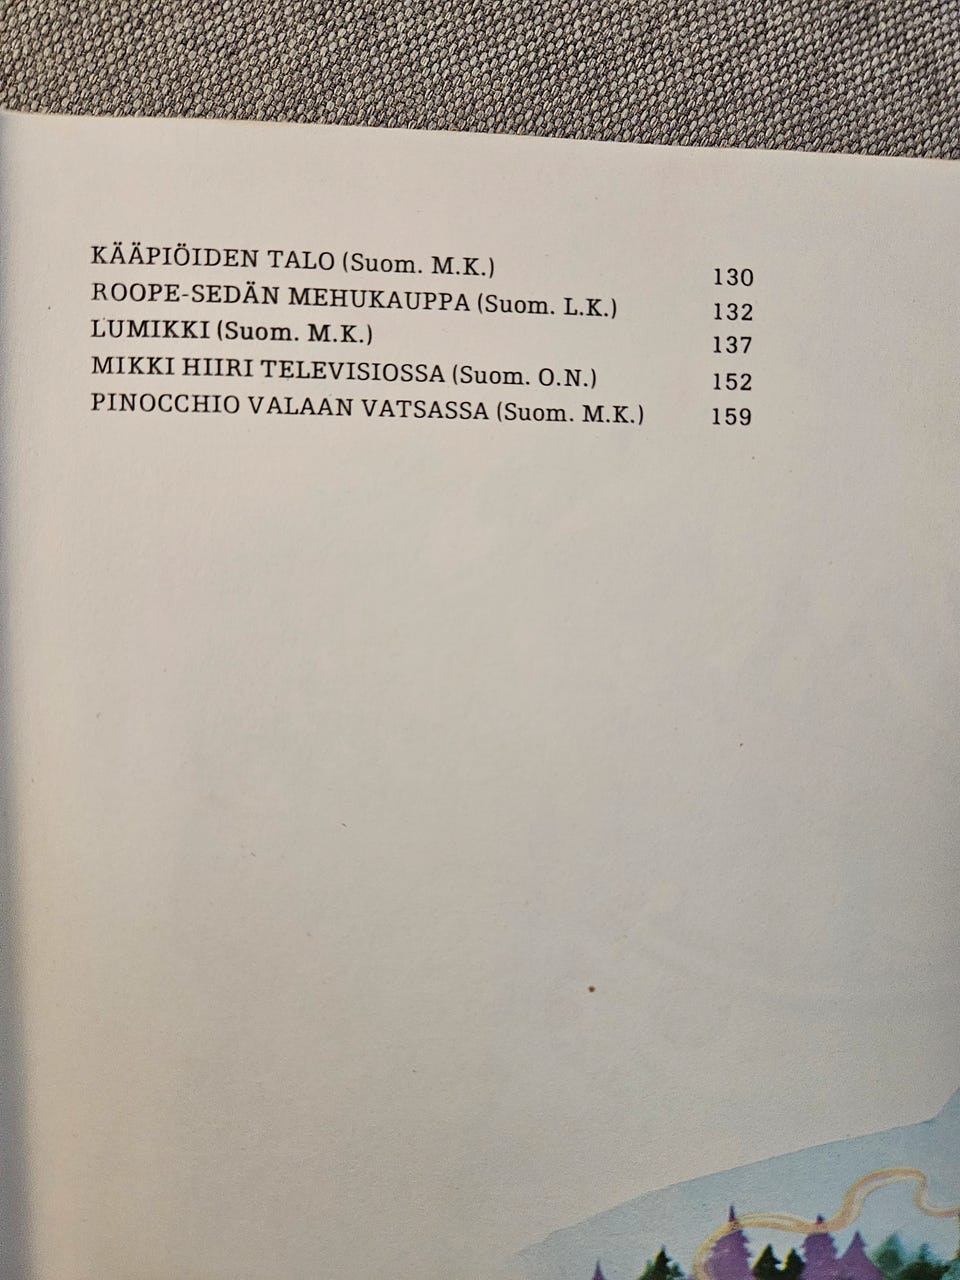 KÄÄPIÖIDEN TALO (Suom. M.K.) 130
ROOPE-SEDÄN MEHUKAUPPA (Suom. L.K.) 132
LUMIKKI (Suom. M.K.) 137
MIKKI HIIRI TELEVISIOSSA (Suom. O.N.) 152
PINOCCHIO VALAAN VATSASSA (Suom. M.K.) 159